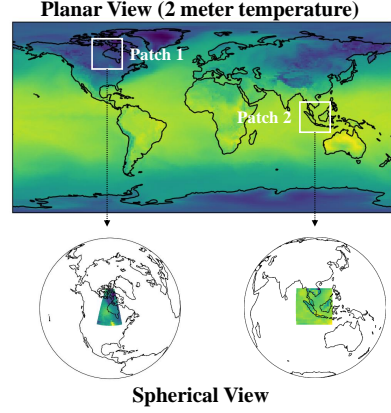 Planar View (2 meter temperature)
Patch 1
Patch 2
Spherical View